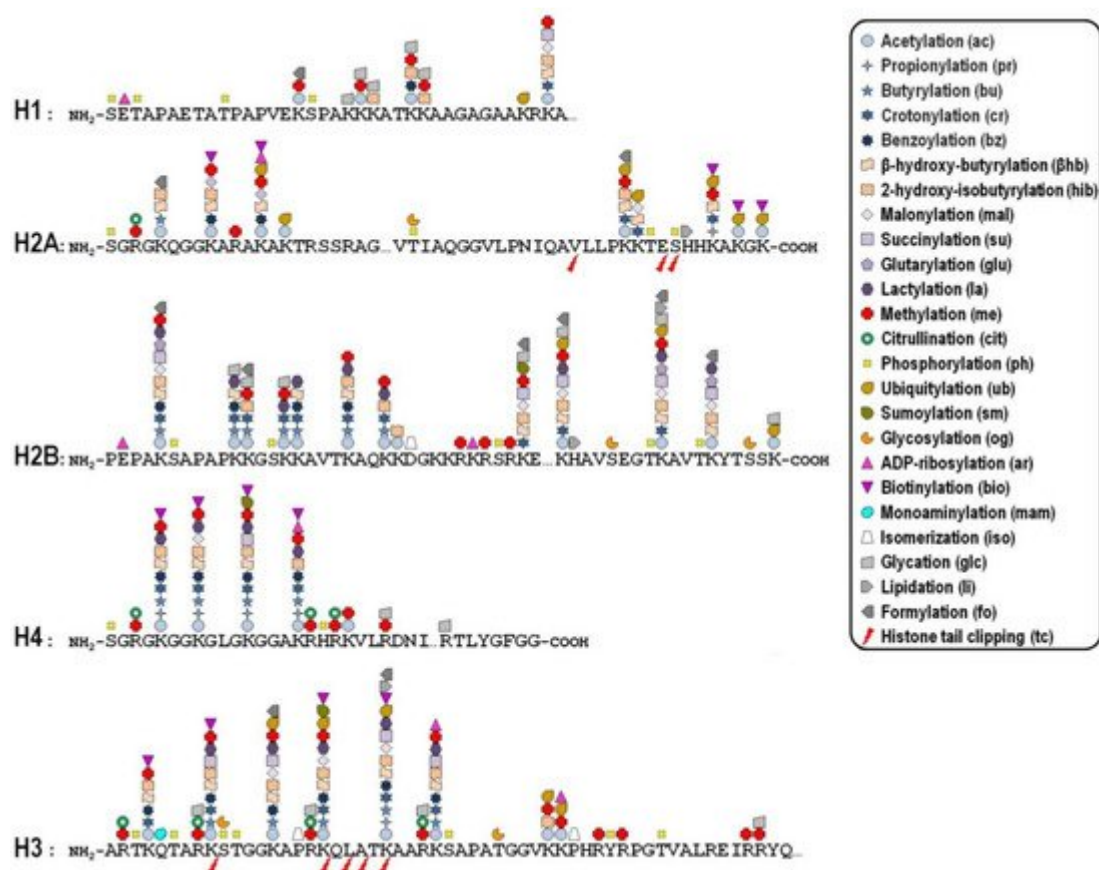 H1 : NH2-SETAPAETATPAPVEKSPAKKKATKKAAGAGAAKRKA...
H2A: NH2-SGRGKQGGKARAKAKTRSSRAG...VTIAQGGVLPNIQAVLLPKKTESHHKAKGK-COOH
H2B: NH2-PEPAKSAPAPKKGSKKAVTKAQKKDGKKRKRSRKE...KHAVSEGTKAVTKYTSSK-COOH
H4 : NH2-SGRGKGGKGLGKGGAKRHRKVLRDNI...RTLYGFGG-COOH
H3 : NH2-ARTKQTARKSTGGKAPRKQLATKAARKSAPATGGVKKPHRYRPGTVALREIRRYQ...
Acetylation (ac)
Propionylation (pr)
Butyrylation (bu)
Crotonylation (cr)
Benzoylation (bz)
β-hydroxy-butyrylation (βhb)
2-hydroxy-isobutyrylation (hib)
Malonylation (mal)
Succinylation (su)
Glutarylation (glu)
Lactylation (la)
Methylation (me)
Citrullination (cit)
Phosphorylation (ph)
Ubiquitylation (ub)
Sumoylation (sm)
Glycosylation (og)
ADP-ribosylation (ar)
Biotinylation (bio)
Monoaminylation (mam)
Isomerization (iso)
Glycation (glc)
Lipidation (li)
Formylation (fo)
Histone tail clipping (tc)